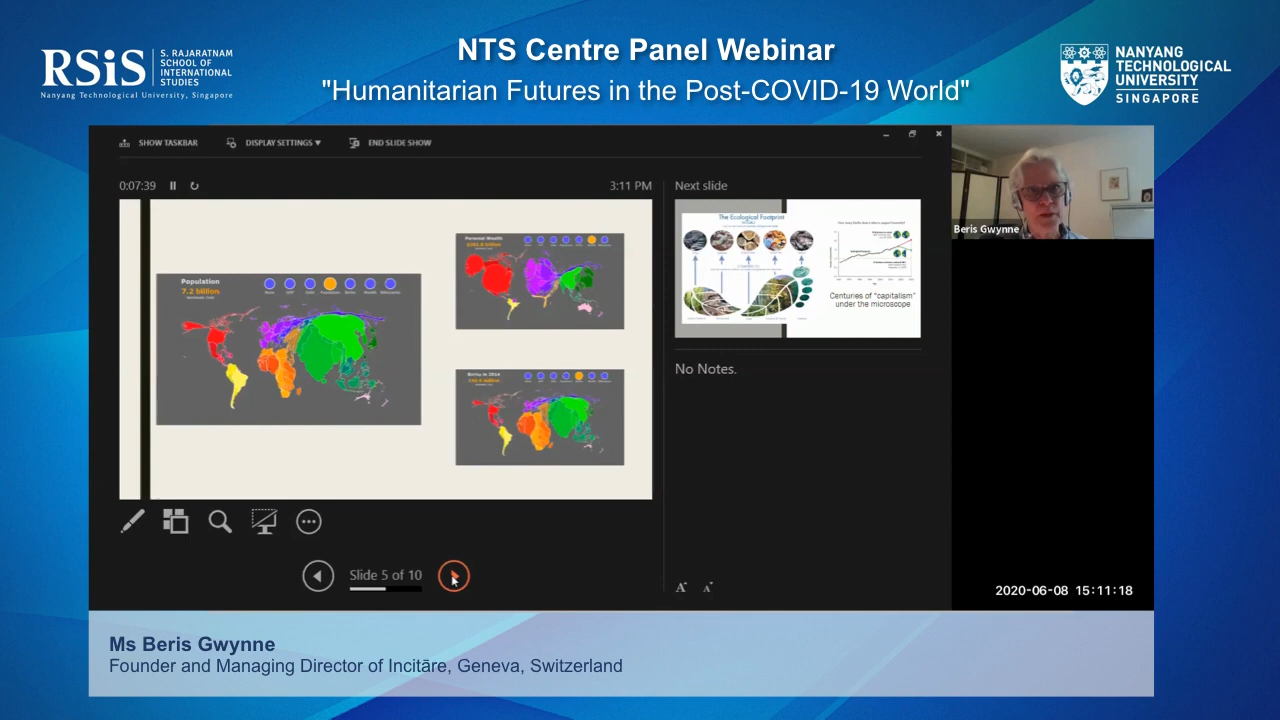 RSiS
S. RAJARATNAM
SCHOOL OF
INTERNATIONAL
STUDIES
Nanyang Technological University, Singapore
NTS Centre Panel Webinar
"Humanitarian Futures in the Post-COVID-19 World"
NANYANG
TECHNOLOGICAL
UNIVERSITY
SINGAPORE
SHOW TASKBAR
DISPLAY SETTINGS
END SLIDE SHOW
0:07:39
3:11 PM
Next slide
Population
7.2 billion
Personal Wealth
Births in 2014
The Ecological Footprint
Centuries of "capitalism"
under the microscope
No Notes.
Slide 5 of 10
Beris Gwynne
2020-06-08 15:11:18
Ms Beris Gwynne
Founder and Managing Director of Incitāre, Geneva, Switzerland